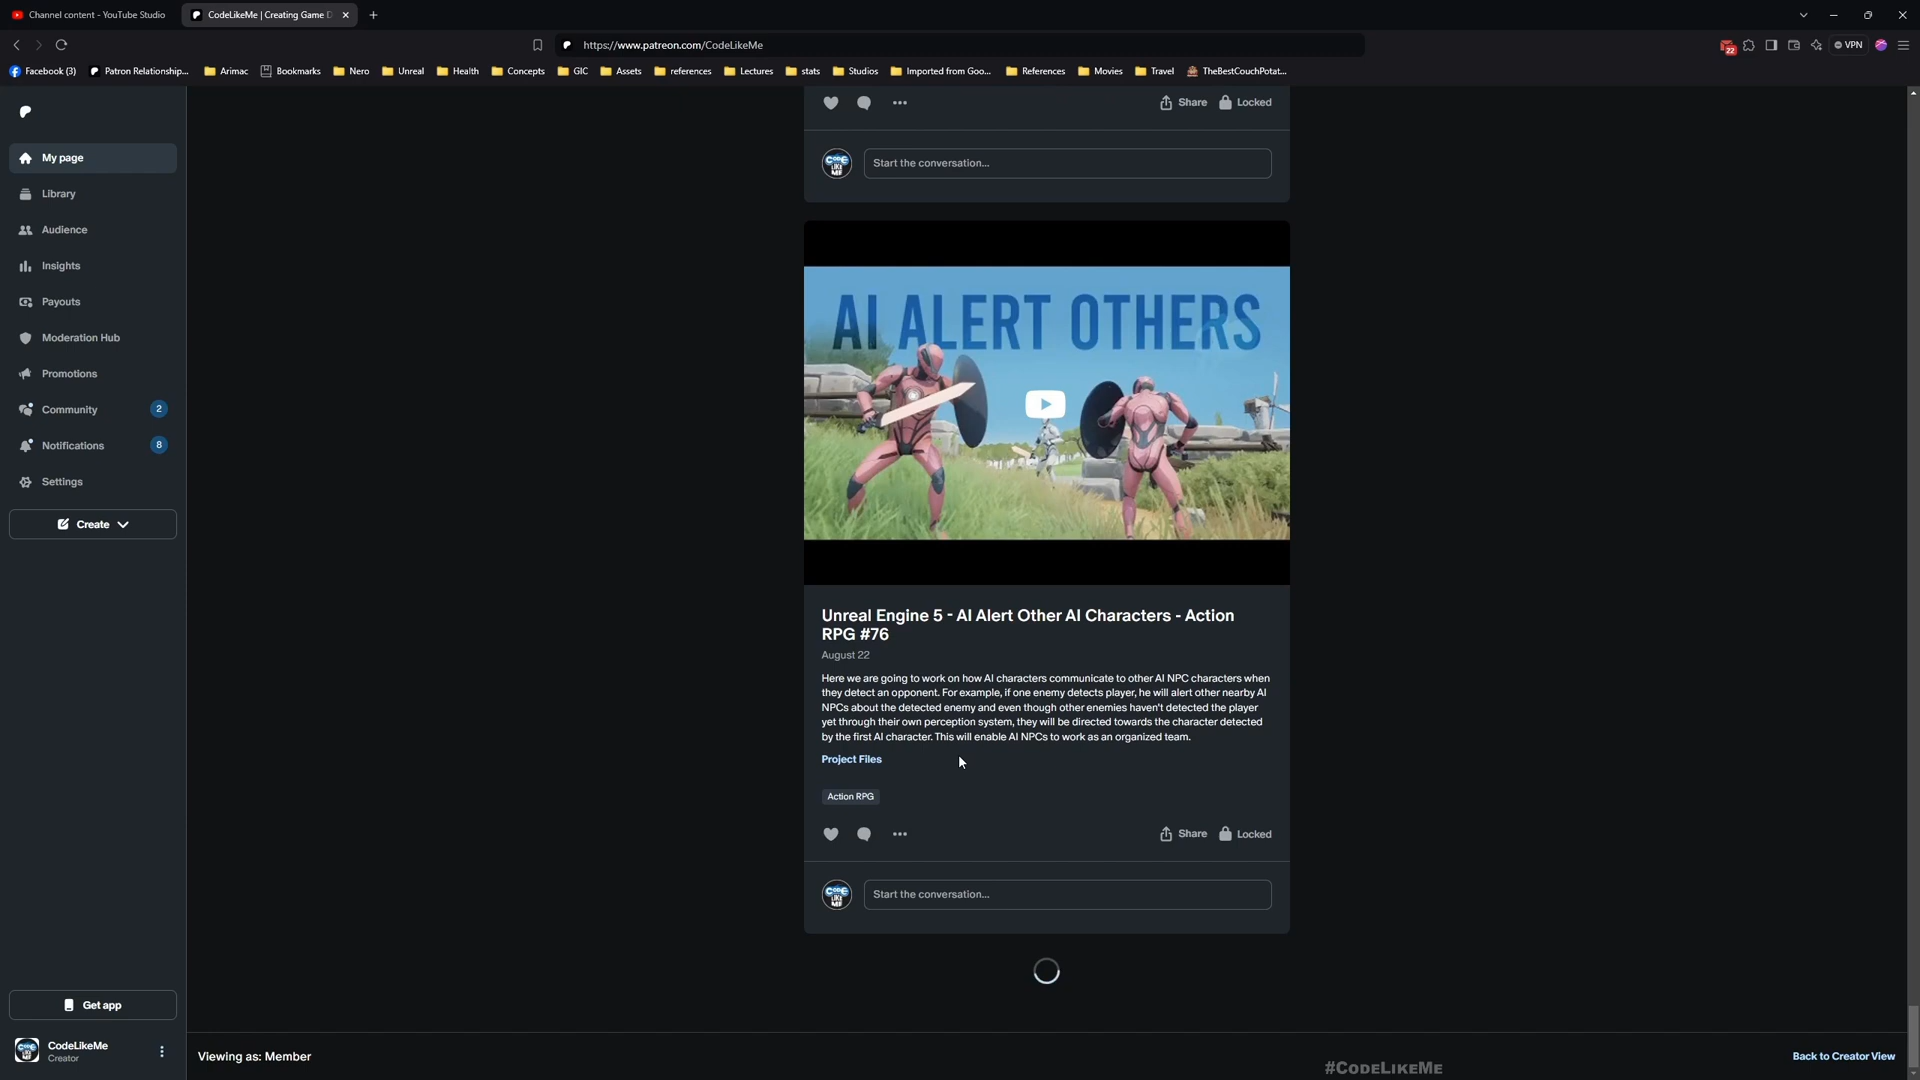 Channel content - YouTube Studio
CodeLikeMe | Creating Game D
https://www.patreon.com/CodeLikeMe
22
VPN
Facebook (3)
Patron Relationship...
Arimac
Bookmarks
Nero
Unreal
Health
Concepts
GIC
Assets
references
Lectures
stats
Studios
Imported from Goo...
References
Movies
Travel
TheBestCouchPotat...
My page
Library
Audience
Insights
Payouts
Moderation Hub
Promotions
Community 2
Notifications 8
Settings
Create
Get app
CodeLikeMe
Creator
Share
Locked
CODE LIKE ME
Start the conversation...
AI ALERT OTHERS
Unreal Engine 5 - AI Alert Other AI Characters - Action
RPG #76
August 22
Here we are going to work on how AI characters communicate to other AI NPC characters when
they detect an opponent. For example, if one enemy detects player, he will alert other nearby AI
NPCs about the detected enemy and even though other enemies haven't detected the player
yet through their own perception system, they will be directed towards the character detected
by the first AI character. This will enable AI NPCs to work as an organized team.
Project Files
Action RPG
Share
Locked
CODE LIKE ME
Start the conversation...
Viewing as: Member
#CodeLikeMe
Back to Creator View